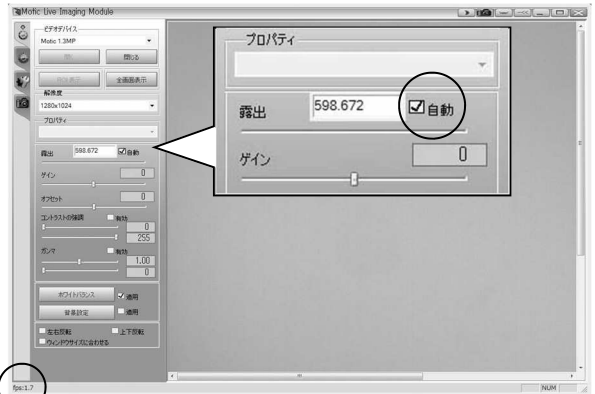 Motic Live Imaging Module
ビデオデバイス
Motic 1.3MP
開く
閉じる
全画面表示
解像度
1280x1024
プロパティ
露出
598.672
自動
ゲイン
0
オフセット
0
コントラストの強調
有効
0
255
ガンマ
有効
1.00
0
ホワイトバランス
適用
背景設定
適用
左右反転
上下反転
ウィンドウサイズに合わせる
プロパティ
露出
598.672
自動
ゲイン
0
fps:1.7
NUM